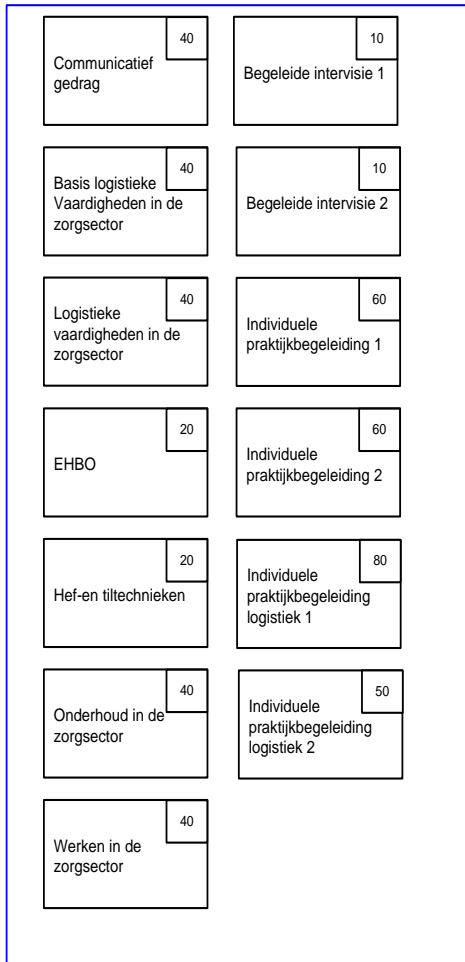 40
Communicatief
gedrag
10
Begeleide intervisie 1
40
Basis logistieke
Vaardigheden in de
zorgsector
10
Begeleide intervisie 2
40
Logistieke
vaardigheden in de
zorgsector
60
Individuele
praktijkbegeleiding 1
20
EHBO
60
Individuele
praktijkbegeleiding 2
20
Hef-en tiltechnieken
80
Individuele
praktijkbegeleiding
logistiek 1
40
Onderhoud in de
zorgsector
50
Individuele
praktijkbegeleiding
logistiek 2
40
Werken in de
zorgsector